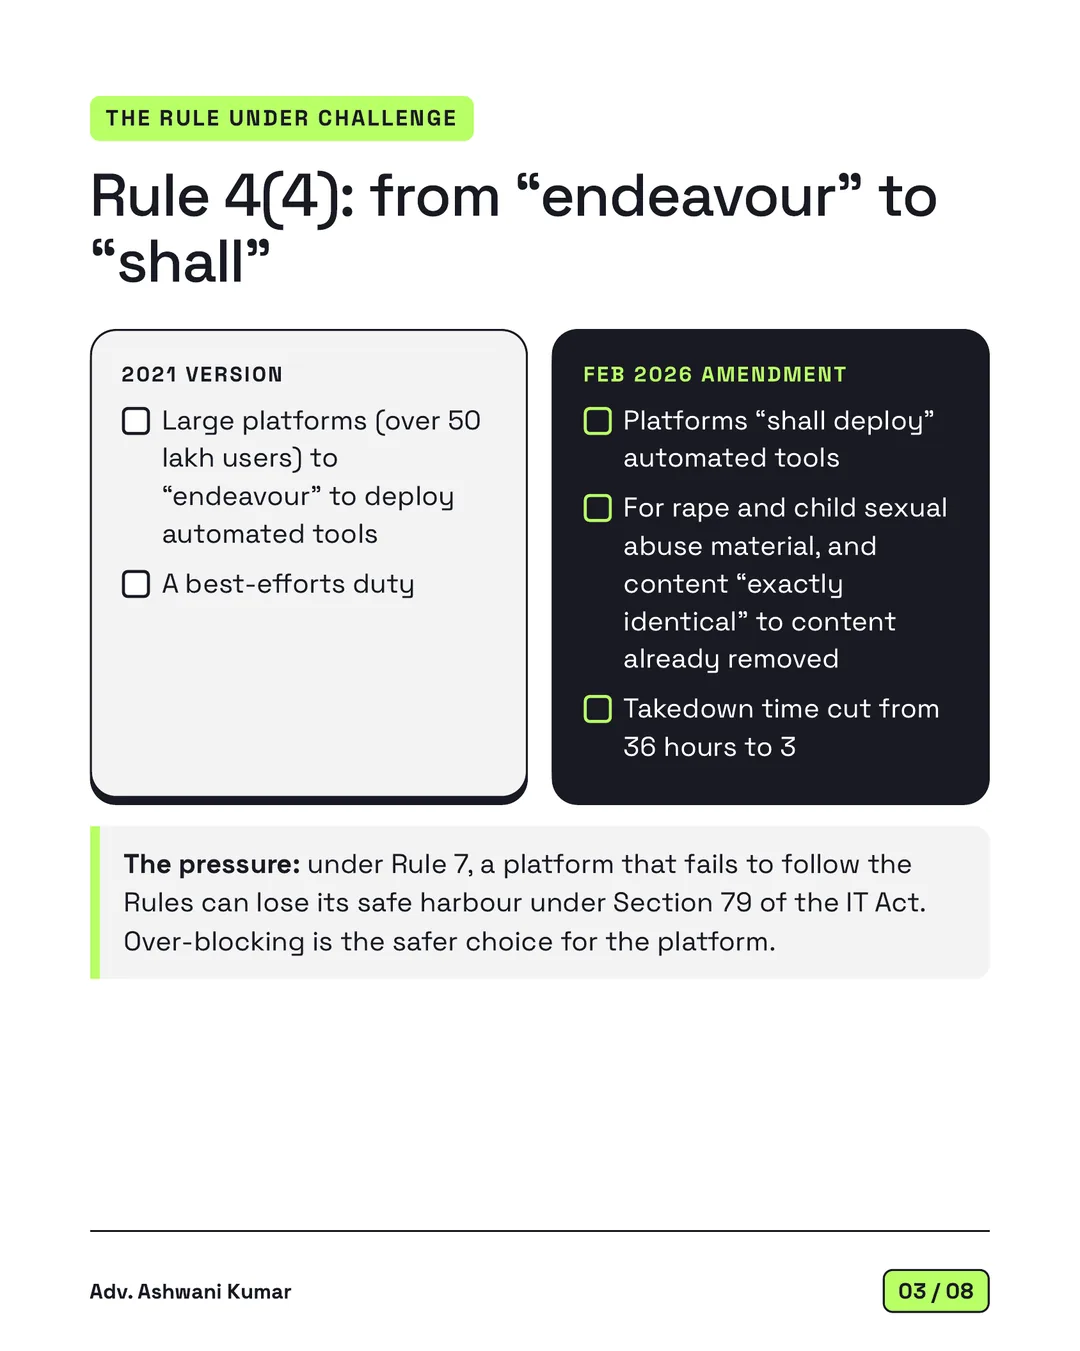 THE RULE UNDER CHALLENGE
Rule 4(4): from “endeavour” to
“shall”
2021 VERSION
Large platforms (over 50
lakh users) to
“endeavour” to deploy
automated tools
A best-efforts duty
FEB 2026 AMENDMENT
Platforms “shall deploy”
automated tools
For rape and child sexual
abuse material, and
content “exactly
identical” to content
already removed
Takedown time cut from
36 hours to 3
The pressure: under Rule 7, a platform that fails to follow the
Rules can lose its safe harbour under Section 79 of the IT Act.
Over-blocking is the safer choice for the platform.
Adv. Ashwani Kumar
03 / 08